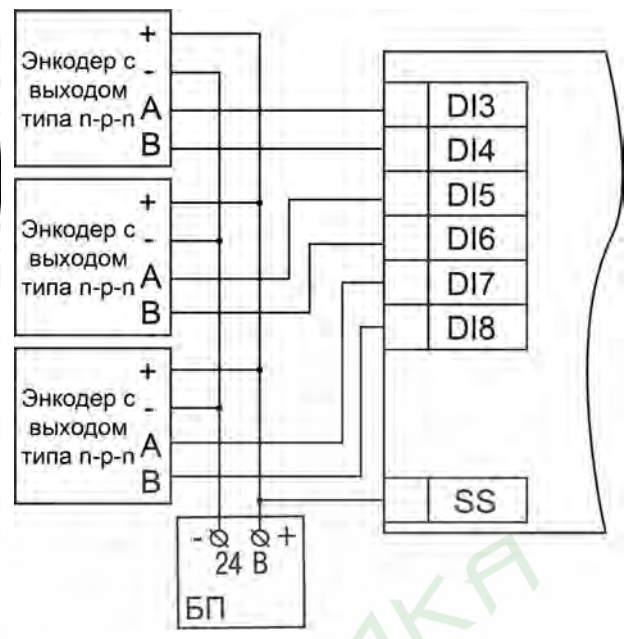 +
Энкодер с
-
выходом
типа n-p-n
A
B
+
Энкодер с
-
выходом
типа n-p-n
A
B
+
Энкодер с
-
выходом
типа n-p-n
A
B
DI3
DI4
DI5
DI6
DI7
DI8
SS
- +
24 В
БП